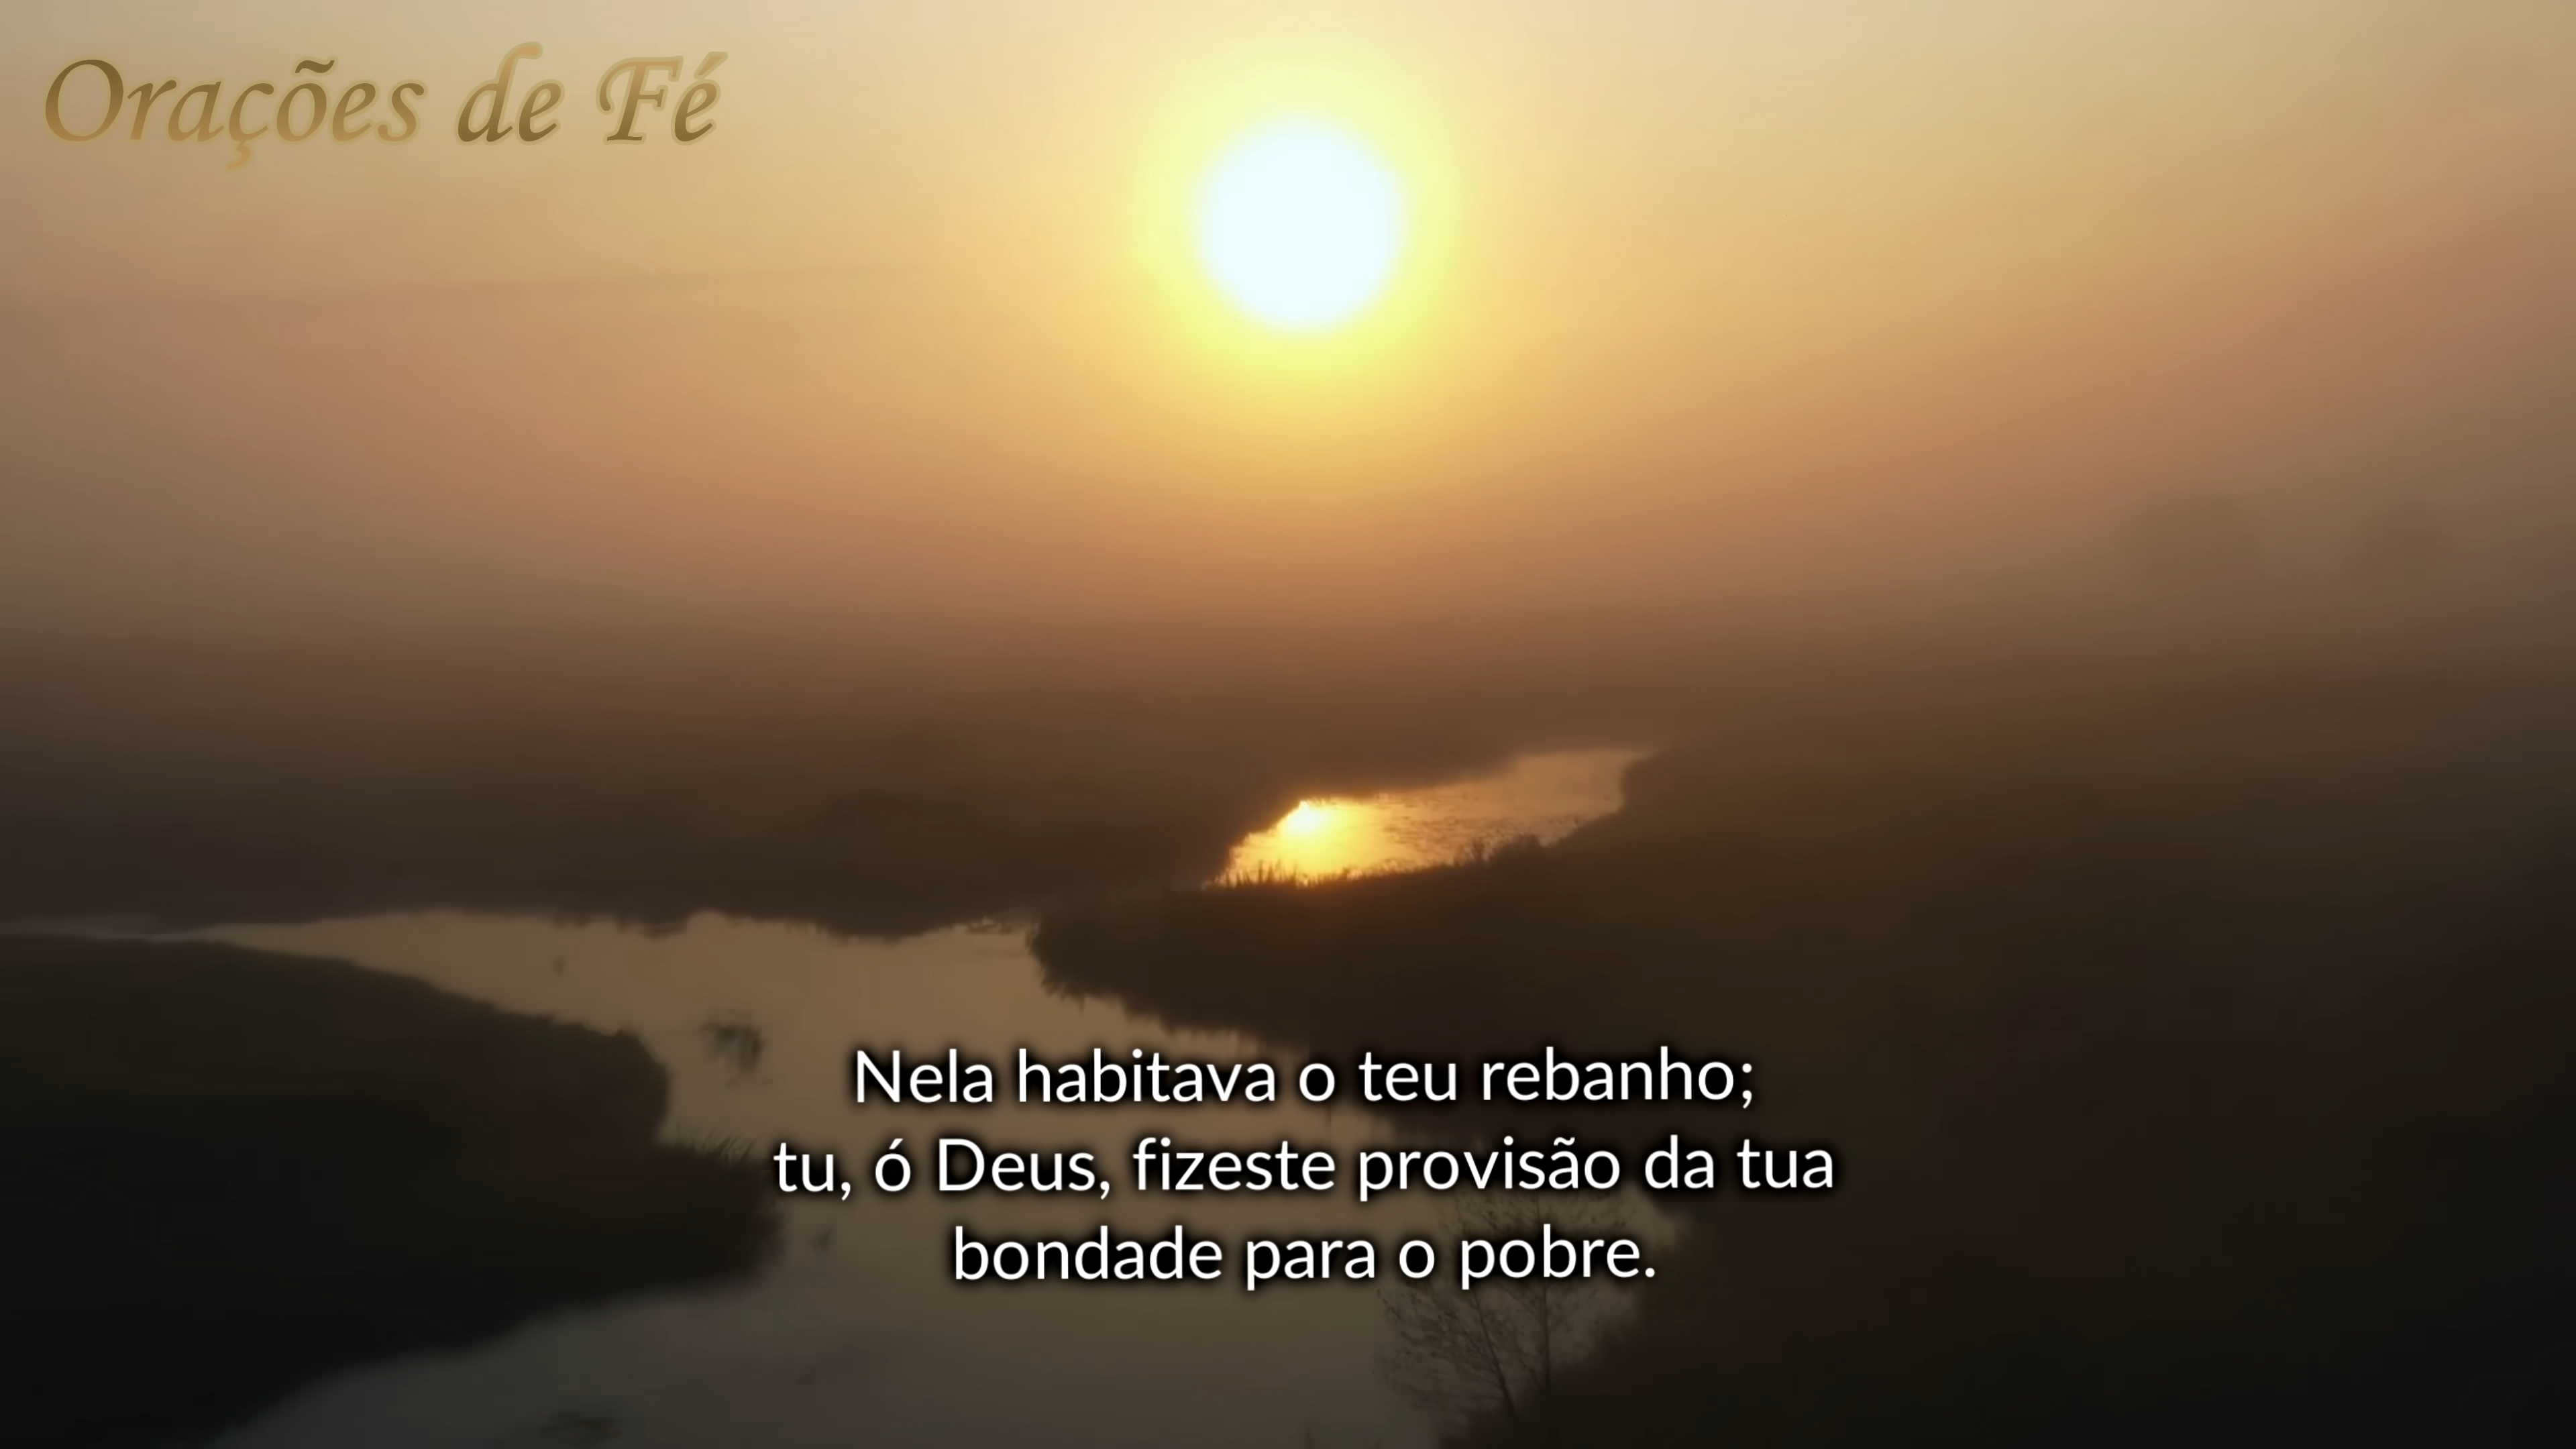 Orações de Fé
Nela habitava o teu rebanho;
tu, ó Deus, fizeste provisão da tua
bondade para o pobre.